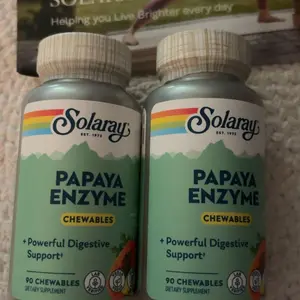 Helping you Live Brighter every day
Solaray
EST. 1973
PAPAYA
ENZYME
CHEWABLES
+Powerful Digestive
Support‡
90 CHEWABLES
DIETARY SUPPLEMENT
Solaray
EST. 1973
PAPAYA
ENZYME
CHEWABLES
+Powerful Digestive
Support‡
90 CHEWABLES
DIETARY SUPPLEMENT